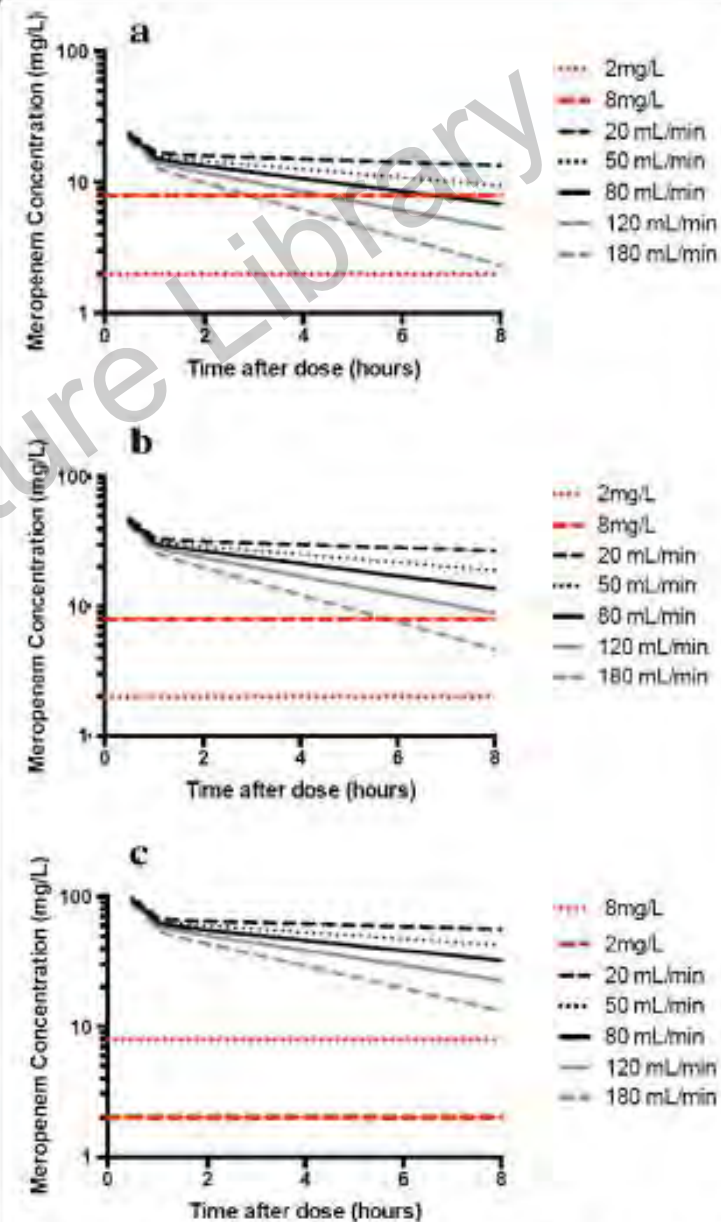 a
Meropenem Concentration (mg/L)
100
10
1
0 2 4 6 8
Time after dose (hours)
2mg/L
8mg/L
20 mL/min
50 mL/min
80 mL/min
120 mL/min
180 mL/min
b
Meropenem Concentration (mg/L)
100
10
1
0 2 4 6 8
Time after dose (hours)
2mg/L
8mg/L
20 mL/min
50 mL/min
80 mL/min
120 mL/min
180 mL/min
c
Meropenem Concentration (mg/L)
100
10
1
0 2 4 6 8
Time after dose (hours)
8mg/L
2mg/L
20 mL/min
50 mL/min
80 mL/min
120 mL/min
180 mL/min
Library